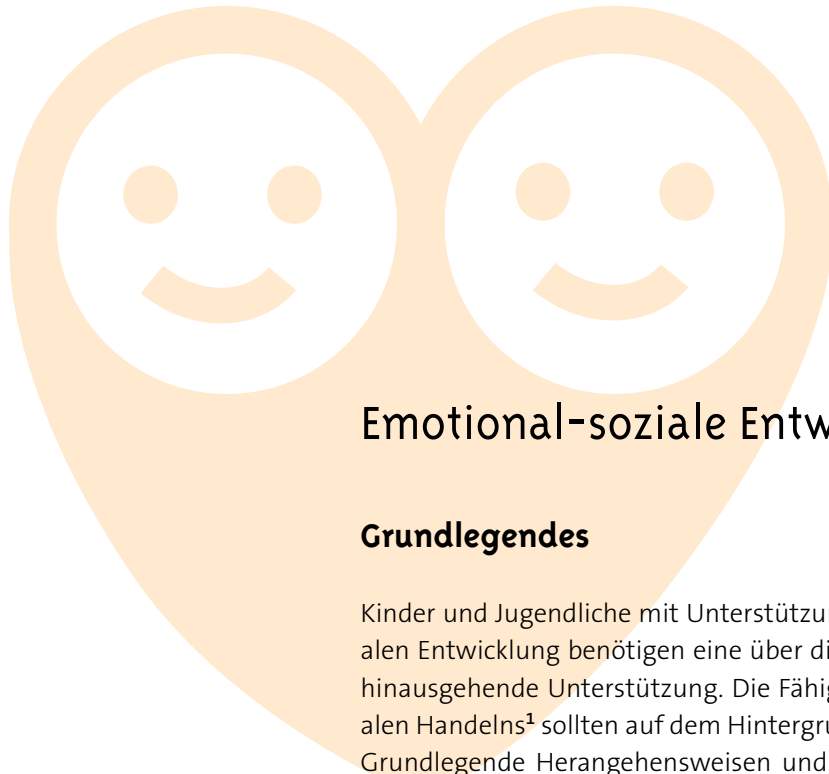 Emotional-soziale Entw
Grundlegendes
Kinder und Jugendliche mit Unterstützu
alen Entwicklung benötigen eine über di
hinausgehende Unterstützung. Die Fähig
alen Handelns¹ sollten auf dem Hintergru
Grundlegende Herangehensweisen und